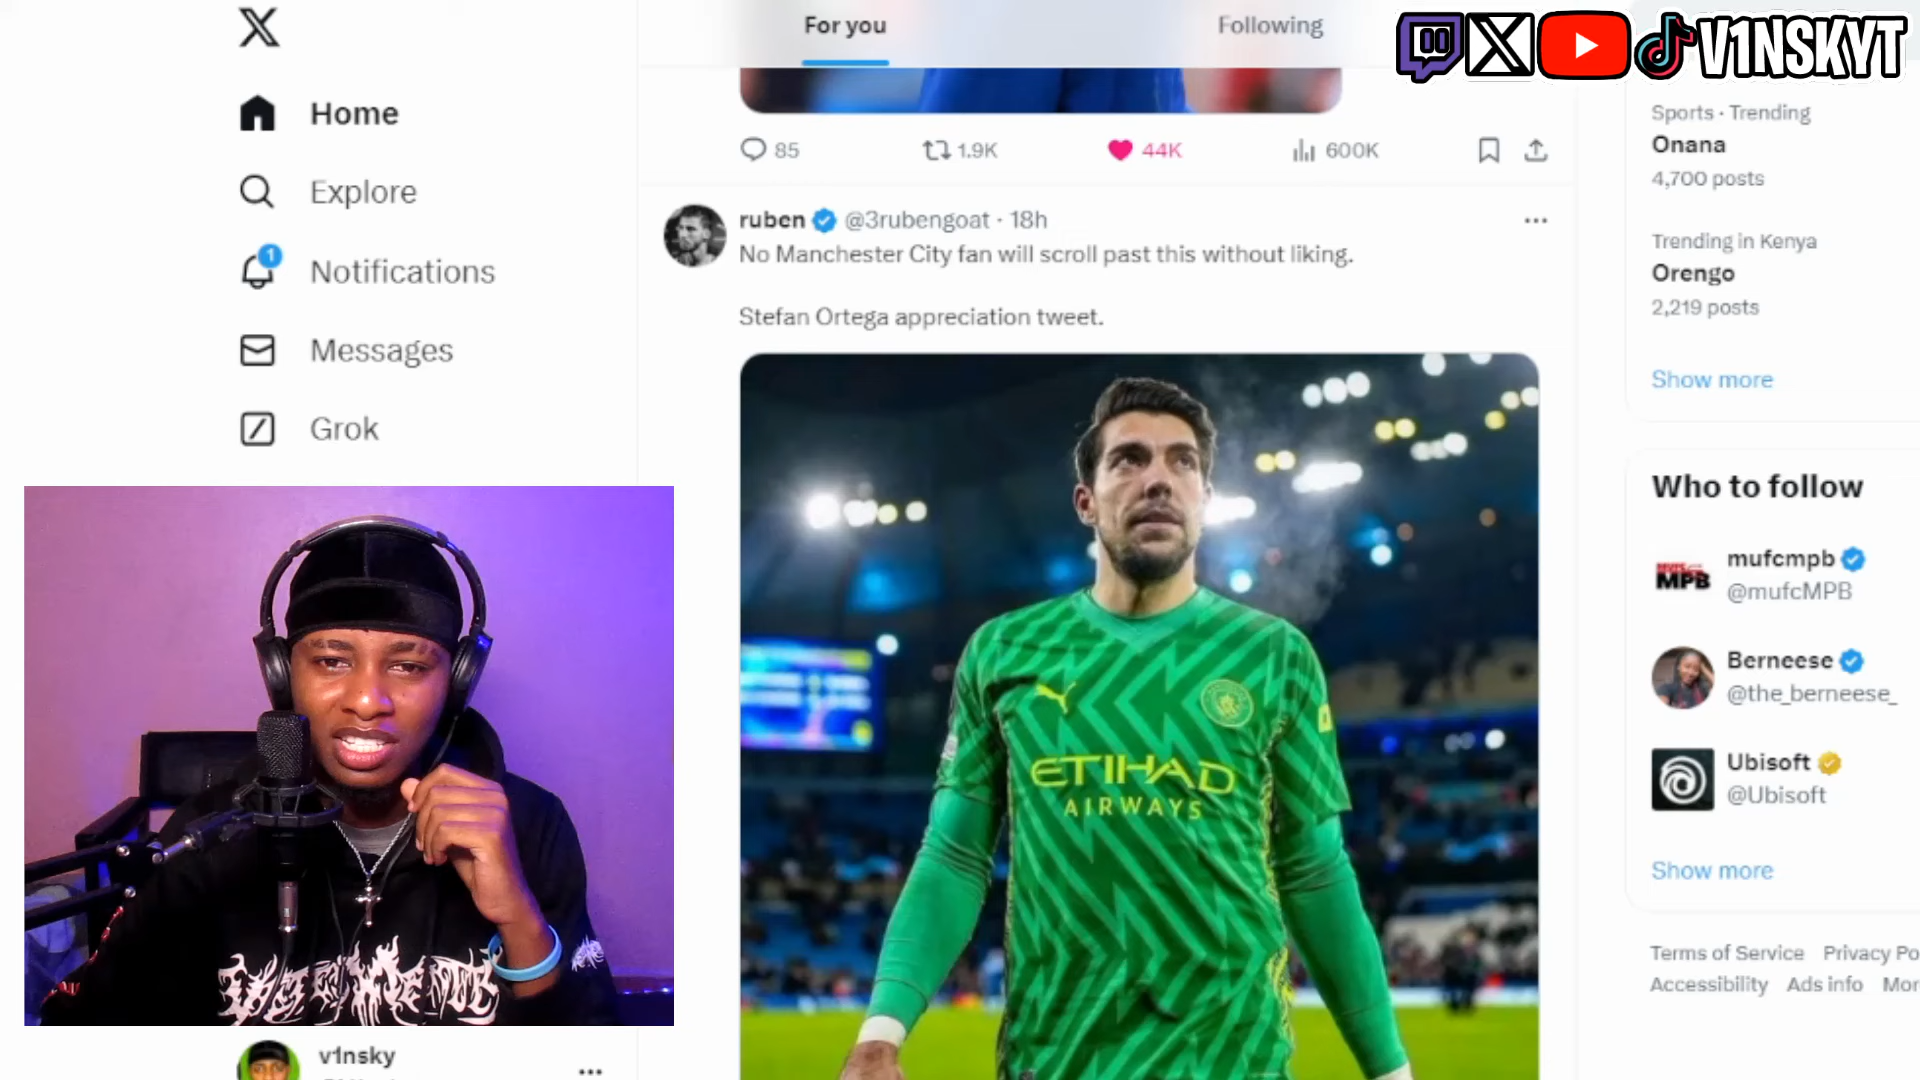 For you
Following
V1NSKYT
Home
Explore
1
Notifications
Messages
Grok
85
1.9K
44K
600K
ruben @3rubengoat · 18h
No Manchester City fan will scroll past this without liking.
Stefan Ortega appreciation tweet.
ETIHAD
AIRWAYS
Sports · Trending
Onana
4,700 posts
Trending in Kenya
Orengo
2,219 posts
Show more
Who to follow
MPB
mufcmpb
@mufcMPB
Berneese
@the_berneese_
Ubisoft
@Ubisoft
Show more
Terms of Service Privacy Po
Accessibility Ads info Mor
v1nsky